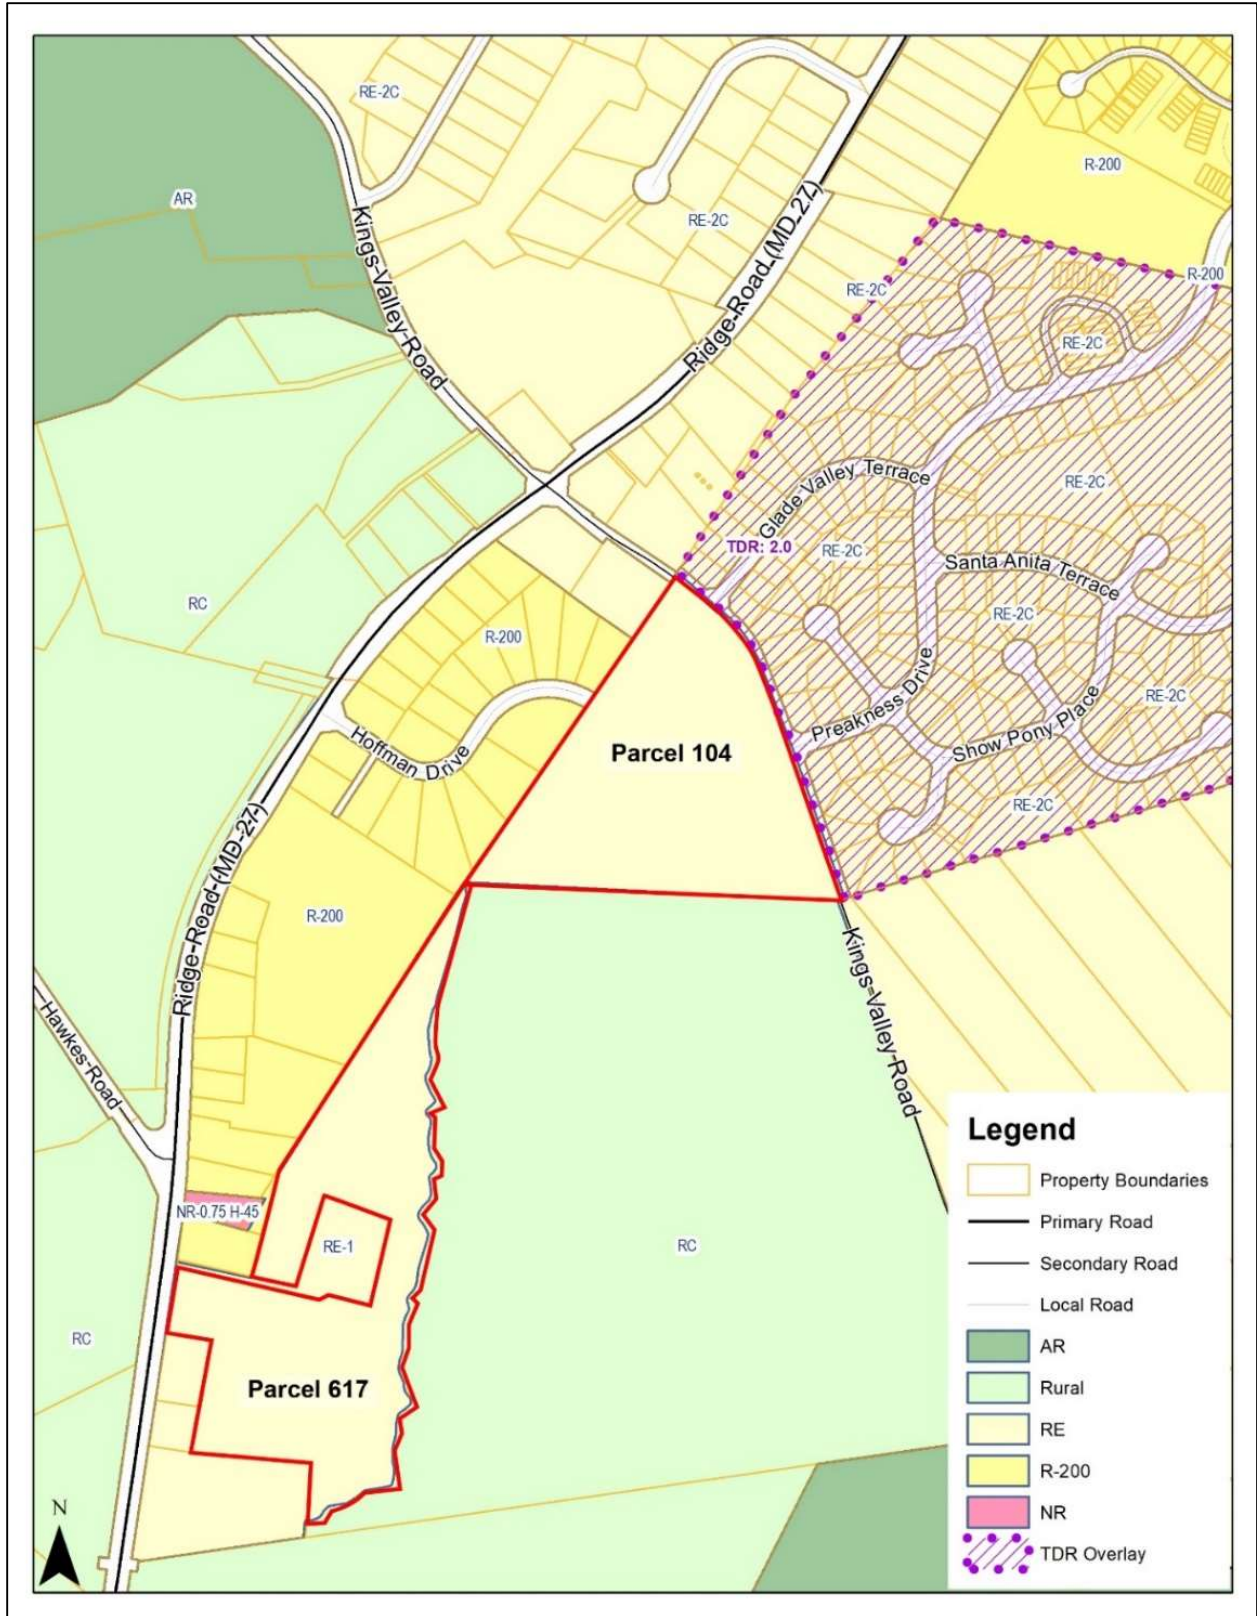 RE-2C
R-200
AR
RE-2C
Kings-Valley-Road
Ridge-Road-(MD-27-)
RE-2C
R-200
RE-2C
Glade Valley Terrace
RE-2C
TDR: 2.0
RE-2C
Santa Anita Terrace
RC
R-200
RE-2C
RE-2C
Preakness Drive
Show Pony Place
Hoffman Drive
Parcel 104
RE-2C
Ridge-Road-(MD-27-)
R-200
Kings-Valley-Road
Hawkes-Road
NR-0.75 H-45
RE-1
RC
RC
Parcel 617
N
Legend
Property Boundaries
Primary Road
Secondary Road
Local Road
AR
Rural
RE
R-200
NR
TDR Overlay